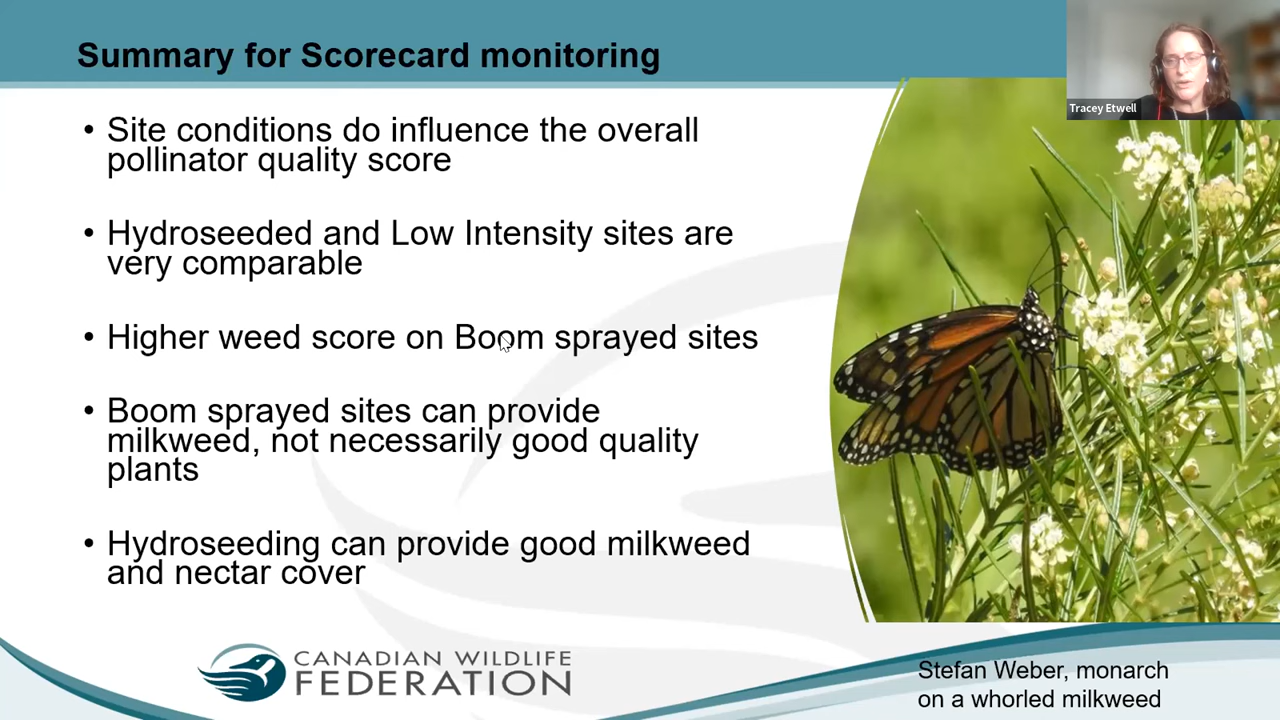 Summary for Scorecard monitoring
Tracey Etwell
• Site conditions do influence the overall
pollinator quality score
• Hydroseeded and Low Intensity sites are
very comparable
• Higher weed score on Boom sprayed sites
• Boom sprayed sites can provide
milkweed, not necessarily good quality
plants
• Hydroseeding can provide good milkweed
and nectar cover
CANADIAN WILDLIFE
FEDERATION
Stefan Weber, monarch
on a whorled milkweed